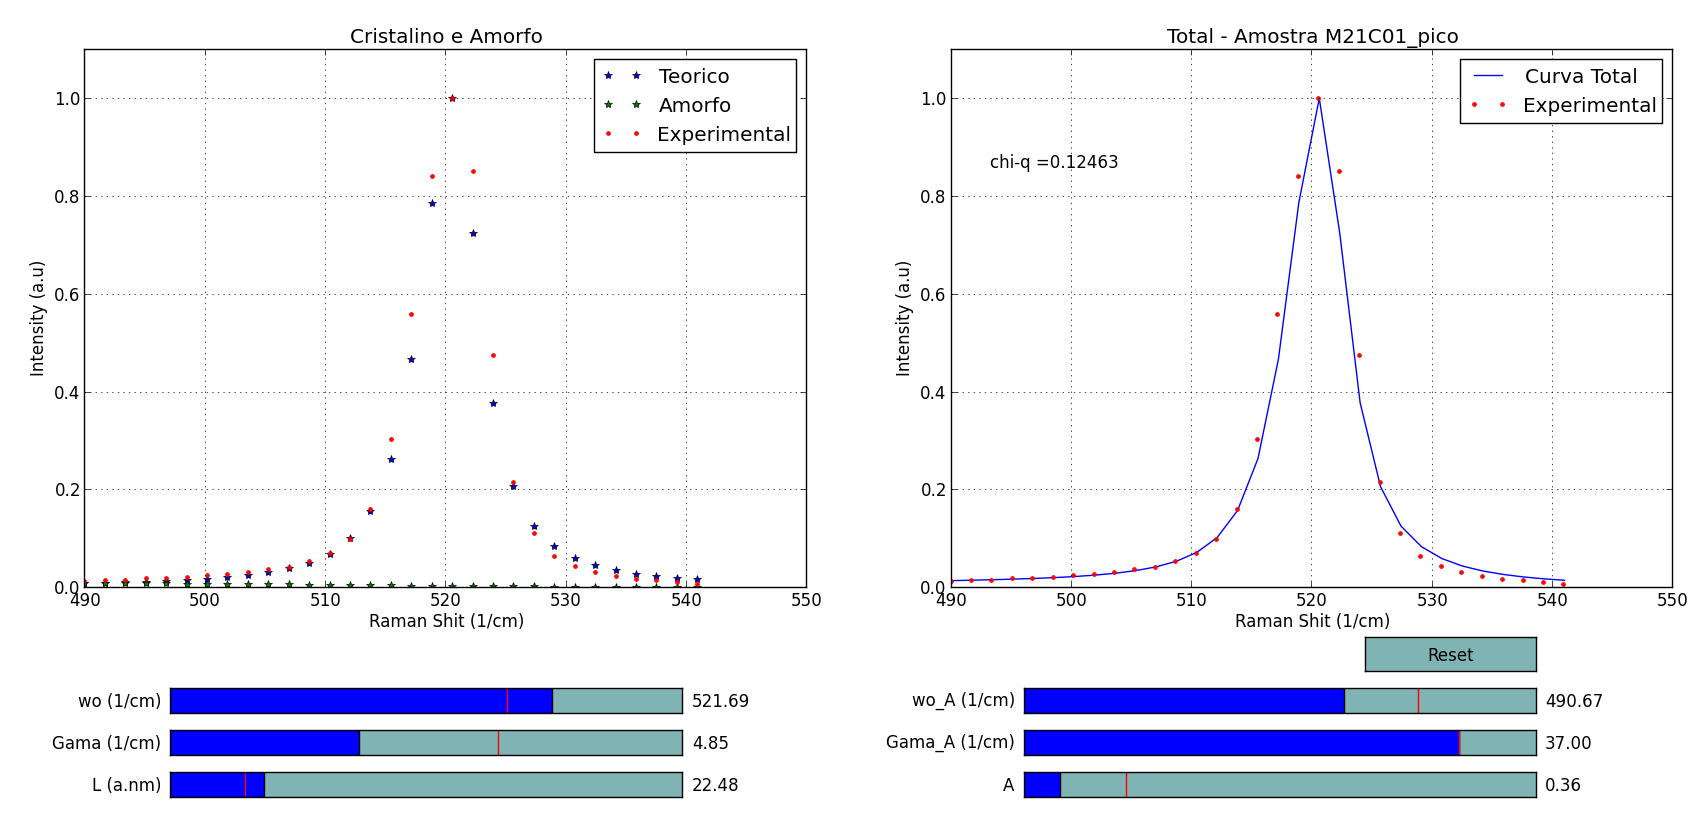 Cristalino e Amorfo
Teorico
Amorfo
Experimental
1.0
0.8
0.6
0.4
0.2
0.0
Intensity (a.u)
490 500 510 520 530 540 550
Raman Shit (1/cm)
Total - Amostra M21C01_pico
Curva Total
Experimental
chi-q =0.12463
1.0
0.8
0.6
0.4
0.2
0.0
Intensity (a.u)
490 500 510 520 530 540 550
Raman Shit (1/cm)
Reset
wo (1/cm) 521.69
Gama (1/cm) 4.85
L (a.nm) 22.48
wo_A (1/cm) 490.67
Gama_A (1/cm) 37.00
A 0.36